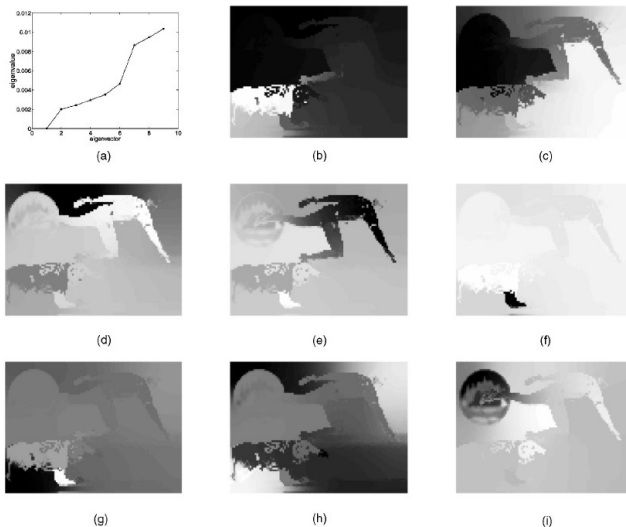 0.012
0.01
0.008
0.006
0.004
0.002
0
0 2 4 6 8 10
eigenvalue
eigenvector
(a) (b) (c)
(d) (e) (f)
(g) (h) (i)